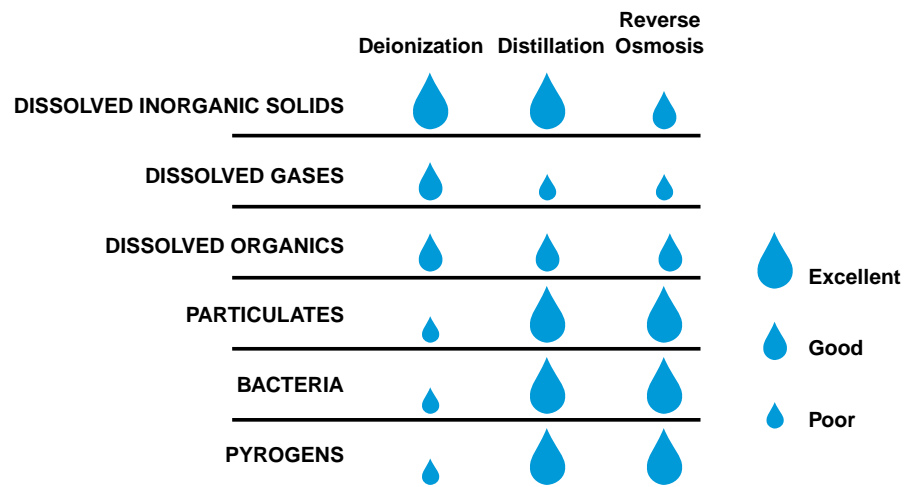 Reverse
Deionization Distillation Osmosis
DISSOLVED INORGANIC SOLIDS
DISSOLVED GASES
DISSOLVED ORGANICS
Excellent
PARTICULATES
Good
BACTERIA
Poor
PYROGENS